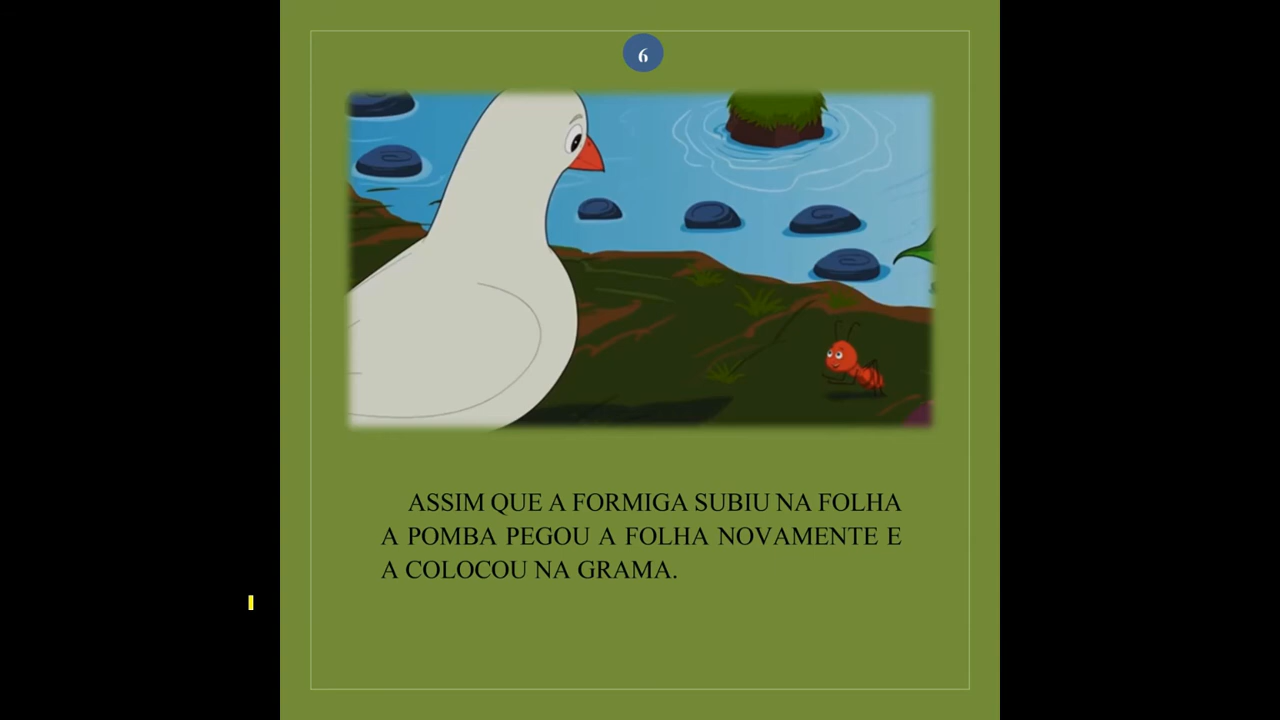 6
ASSIM QUE A FORMIGA SUBIU NA FOLHA
A POMBA PEGOU A FOLHA NOVAMENTE E
A COLOCOU NA GRAMA.